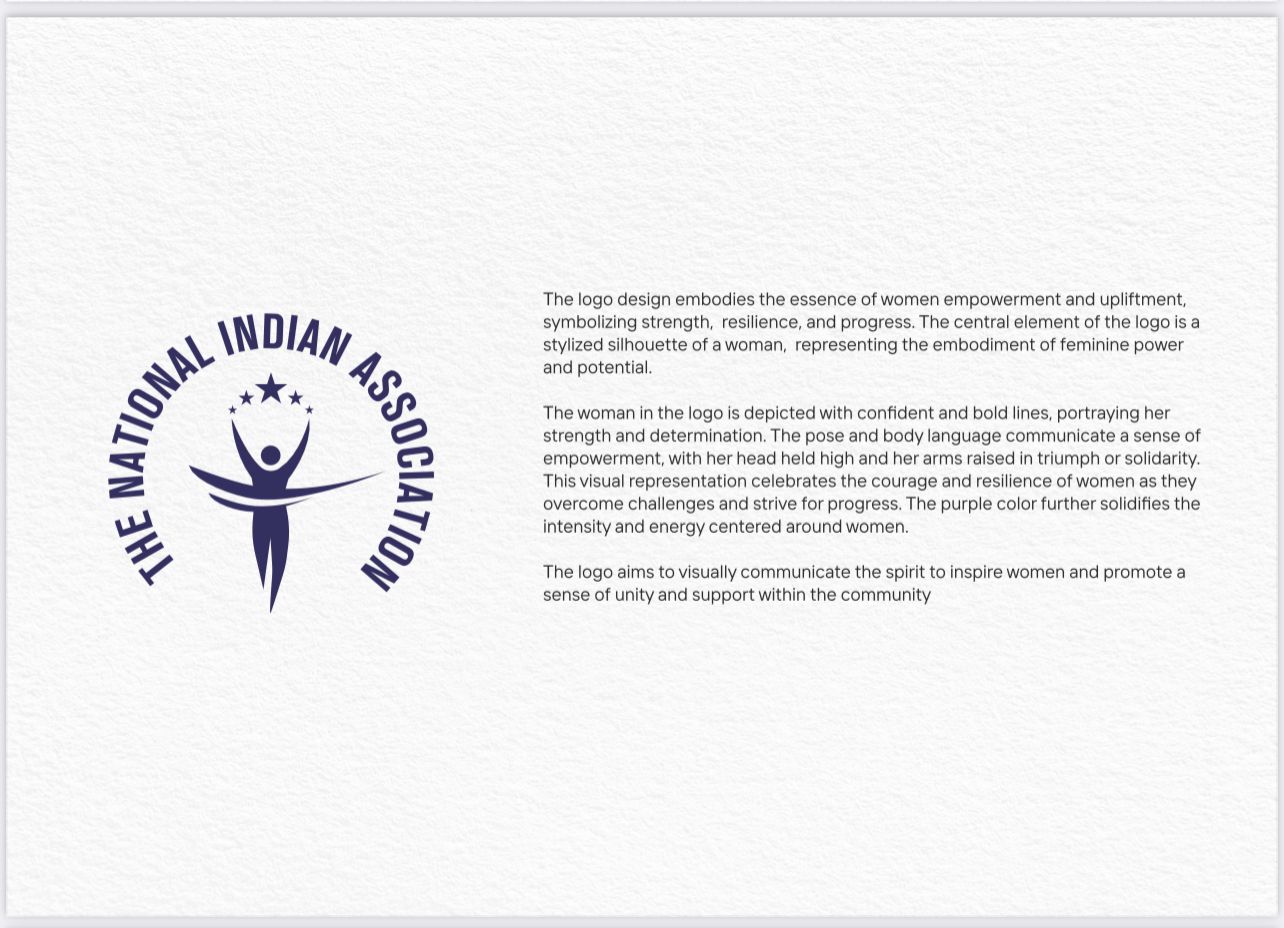 THE NATIONAL INDIAN ASSOCIATION
The logo design embodies the essence of women empowerment and upliftment,
symbolizing strength,  resilience, and progress. The central element of the logo is a
stylized silhouette of a woman,  representing the embodiment of feminine power
and potential.
The woman in the logo is depicted with confident and bold lines, portraying her
strength and determination. The pose and body language communicate a sense of
empowerment, with her head held high and her arms raised in triumph or solidarity.
This visual representation celebrates the courage and resilience of women as they
overcome challenges and strive for progress. The purple color further solidifies the
intensity and energy centered around women.
The logo aims to visually communicate the spirit to inspire women and promote a
sense of unity and support within the community